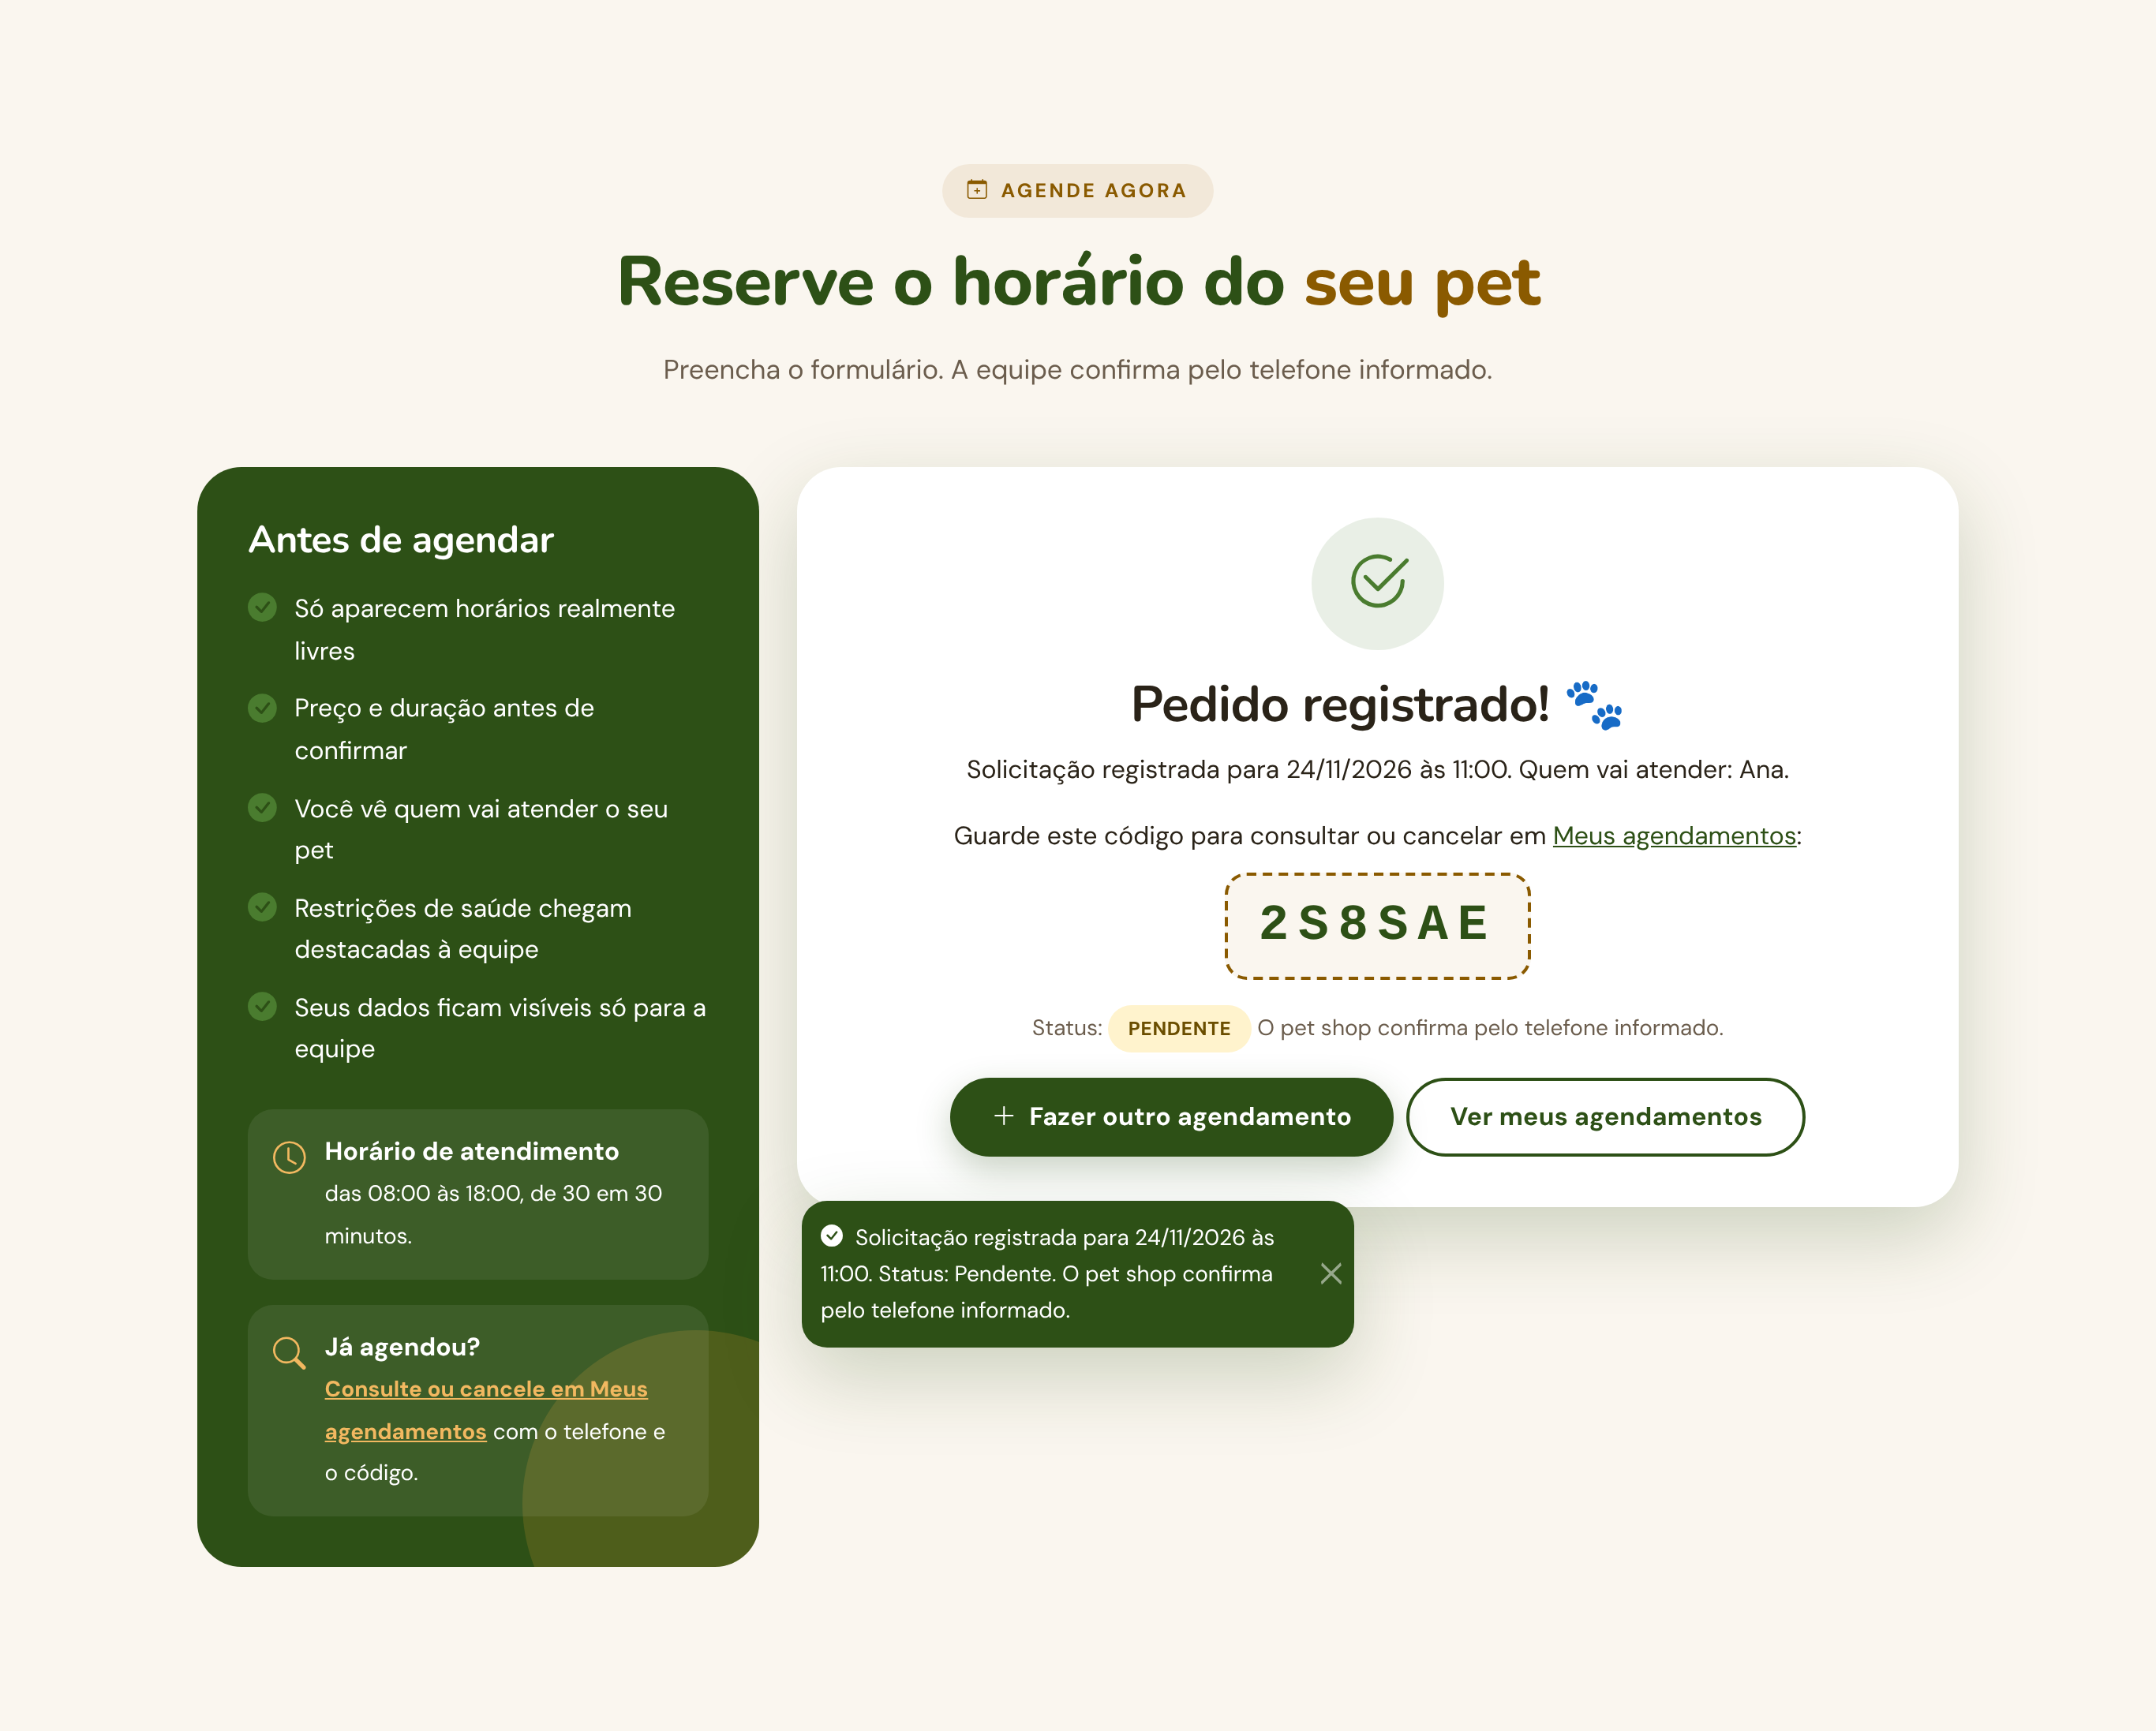 AGENDE AGORA
Reserve o horário do seu pet
Preencha o formulário. A equipe confirma pelo telefone informado.
Antes de agendar
Só aparecem horários realmente
livres
Preço e duração antes de
confirmar
Você vê quem vai atender o seu
pet
Restrições de saúde chegam
destacadas à equipe
Seus dados ficam visíveis só para a
equipe
Horário de atendimento
das 08:00 às 18:00, de 30 em 30
minutos.
Já agendou?
Consulte ou cancele em Meus
agendamentos com o telefone e
o código.
Pedido registrado! 🐾
Solicitação registrada para 24/11/2026 às 11:00. Quem vai atender: Ana.
Guarde este código para consultar ou cancelar em Meus agendamentos:
2S8SAE
Status: PENDENTE O pet shop confirma pelo telefone informado.
Fazer outro agendamento
Ver meus agendamentos
Solicitação registrada para 24/11/2026 às
11:00. Status: Pendente. O pet shop confirma
pelo telefone informado.